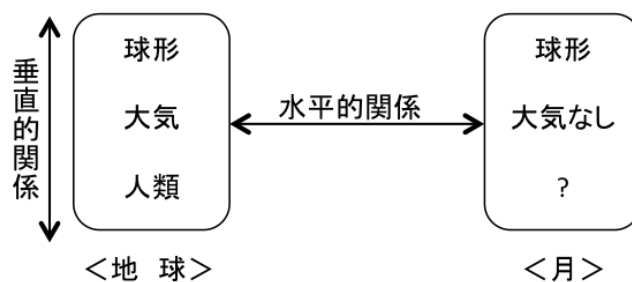 垂直的関係
球形
大気
人類
＜地　球＞
水平的関係
球形
大気なし
?
＜月＞